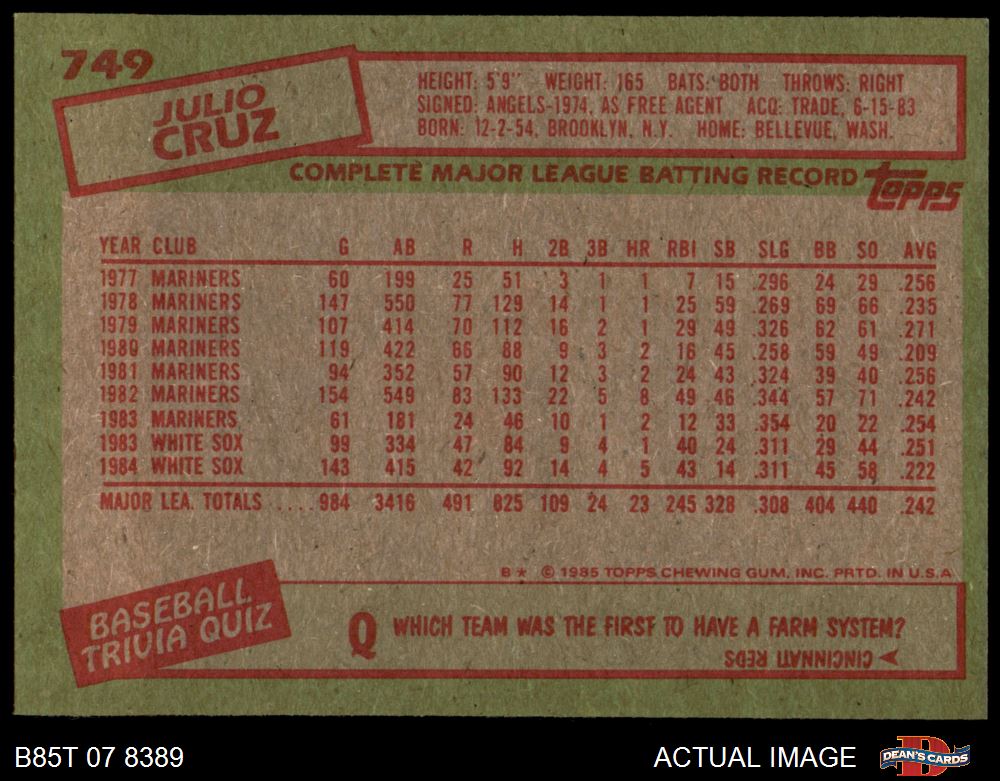 749
JULIO
CRUZ
HEIGHT: 5'9" WEIGHT: 165 BATS: BOTH THROWS: RIGHT
SIGNED: ANGELS-1974, AS FREE AGENT ACQ: TRADE, 6-15-83
BORN: 12-2-54, BROOKLYN, N.Y. HOME: BELLEVUE, WASH.
COMPLETE MAJOR LEAGUE BATTING RECORD topps
YEAR CLUB G AB R H 2B 3B HR RBI SB SLG BB SO AVG
1977 MARINERS 60 199 25 51 3 1 1 7 15 .296 24 29 .256
1978 MARINERS 147 550 77 129 14 1 1 25 59 .269 69 66 .235
1979 MARINERS 107 414 70 112 16 2 1 29 49 .326 62 61 .271
1980 MARINERS 119 422 66 88 9 3 2 16 45 .258 59 49 .209
1981 MARINERS 94 352 57 90 12 3 2 24 43 .324 39 40 .256
1982 MARINERS 154 549 83 133 22 5 8 49 46 .344 57 71 .242
1983 MARINERS 61 181 24 46 10 1 2 12 33 .354 20 22 .254
1983 WHITE SOX 99 334 47 84 9 4 1 40 24 .311 29 44 .251
1984 WHITE SOX 143 415 42 92 14 4 5 43 14 .311 45 58 .222
MAJOR LEA. TOTALS .... 984 3416 491 825 109 24 23 245 328 .308 404 440 .242
B* © 1985 TOPPS CHEWING GUM, INC. PRTD. IN U.S.A.
BASEBALL
TRIVIA QUIZ
Q WHICH TEAM WAS THE FIRST TO HAVE A FARM SYSTEM?
CINCINNATI REDS
B85T 07 8389
ACTUAL IMAGE
D
DEAN'S CARDS